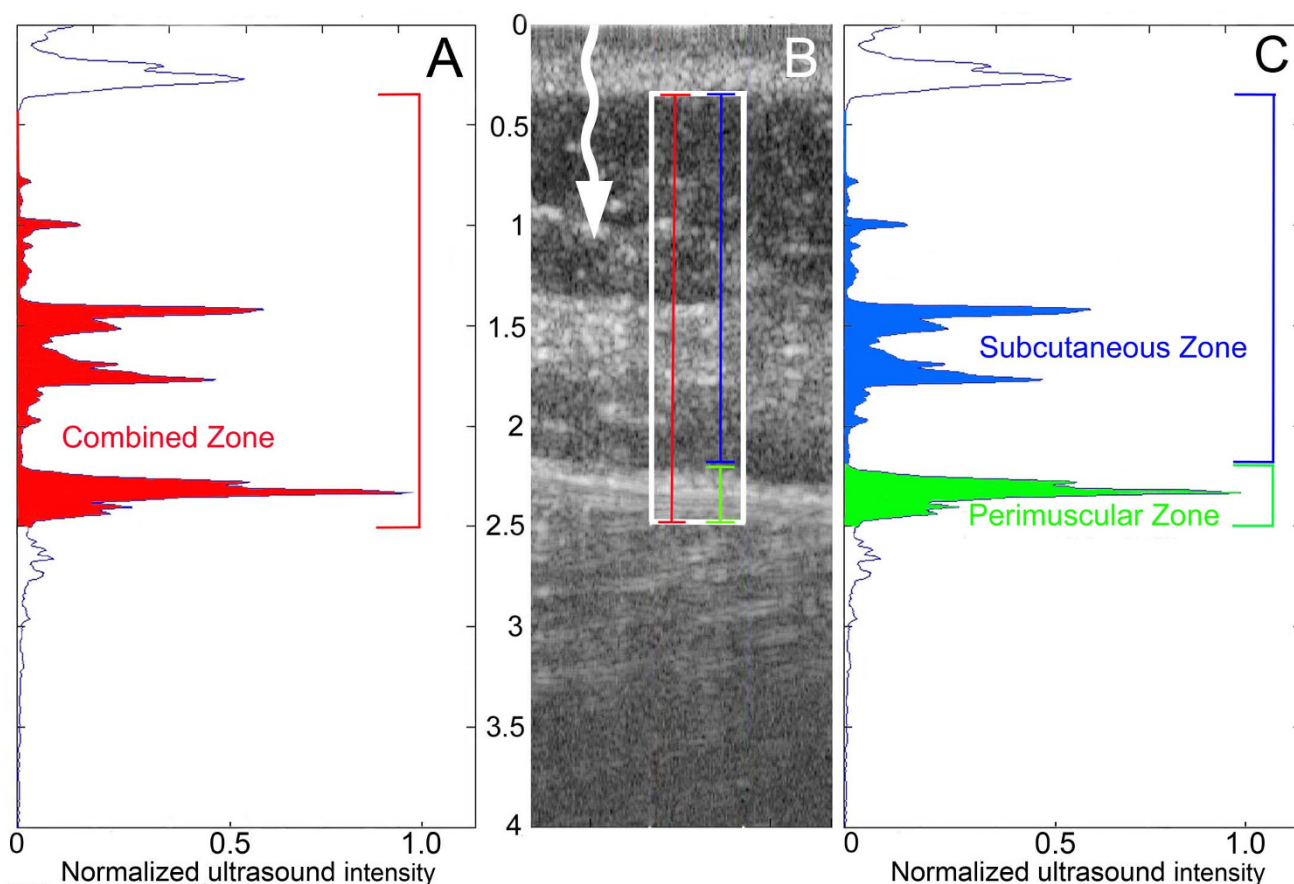 A
B
C
0
0.5
1
1.5
2
2.5
3
3.5
4
Combined Zone
Subcutaneous Zone
Perimuscular Zone
0 0.5 1.0
Normalized ultrasound intensity
0 0.5 1.0
Normalized ultrasound intensity